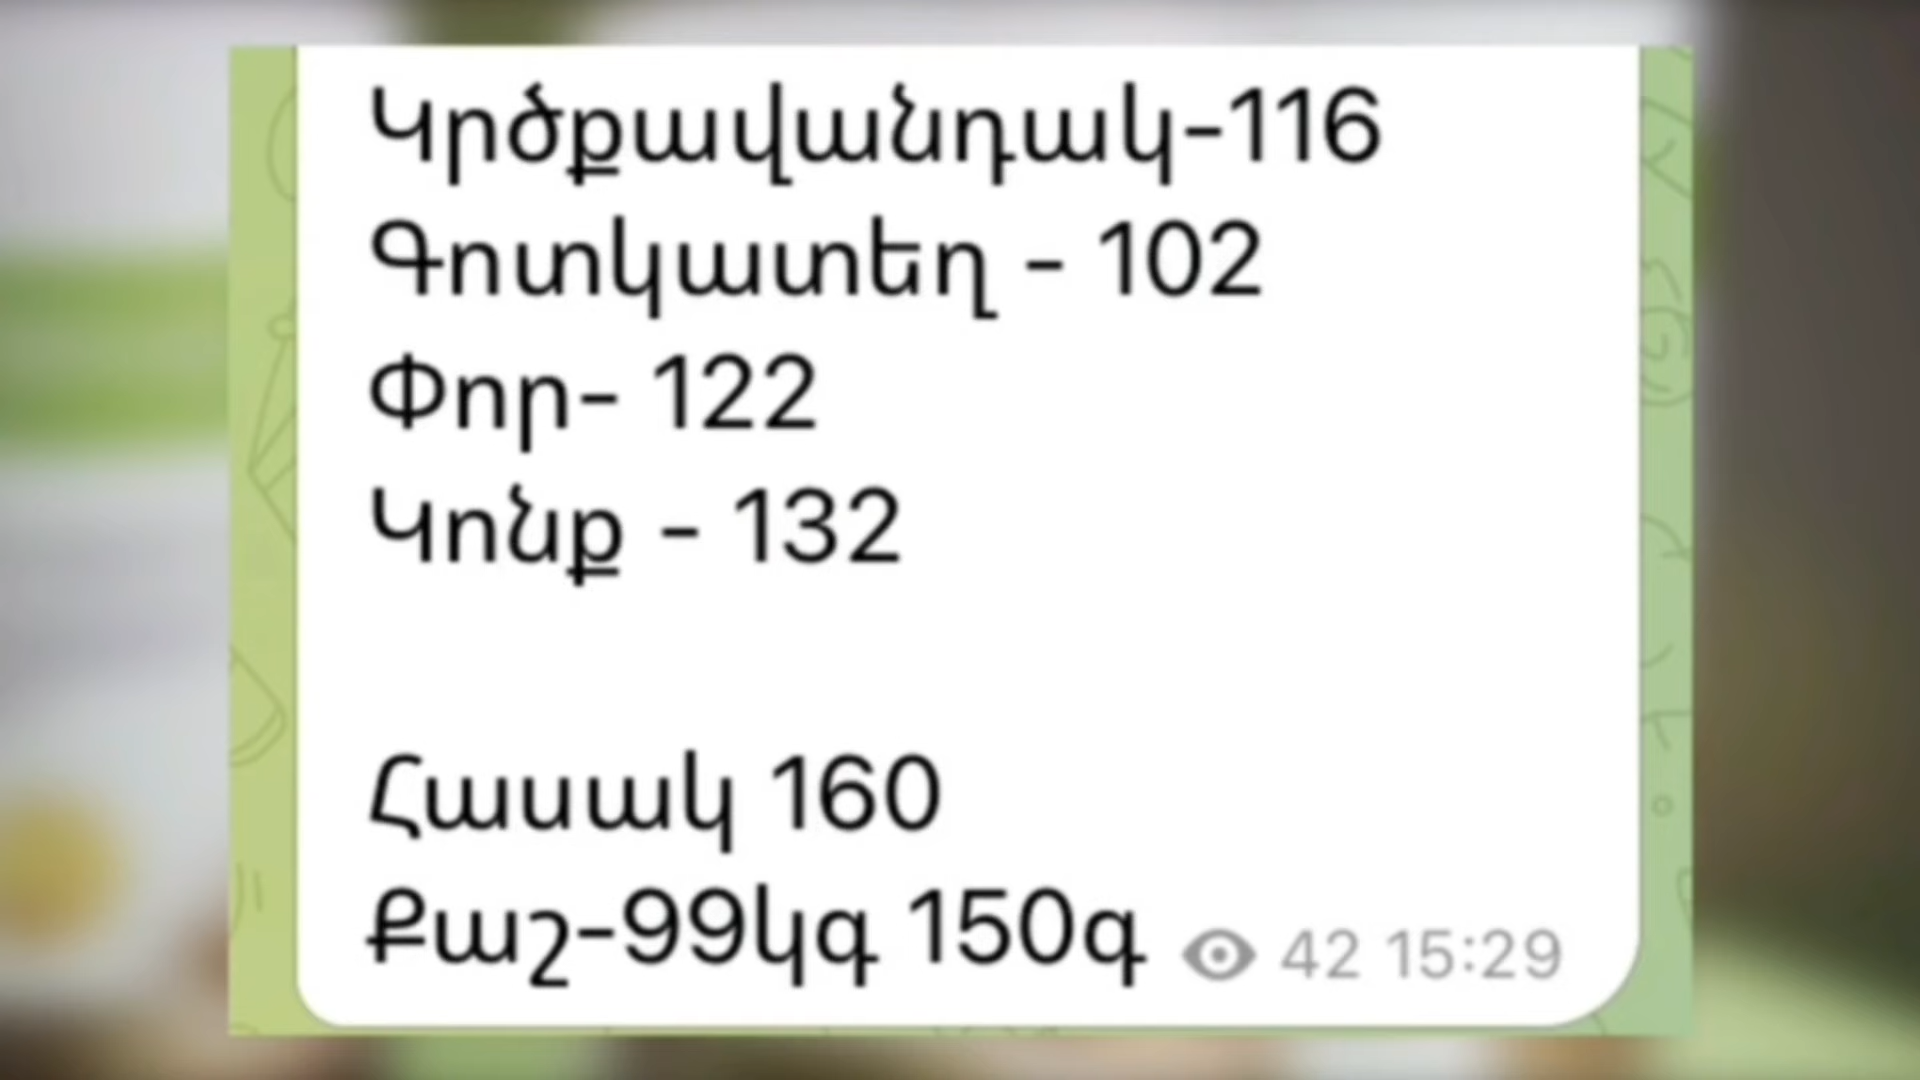 Կրծքավանդակ-116
Գոտկատեղ - 102
Փոր- 122
Կոնք - 132
Հասակ 160
Քաշ-99կգ 150գ 42 15:29